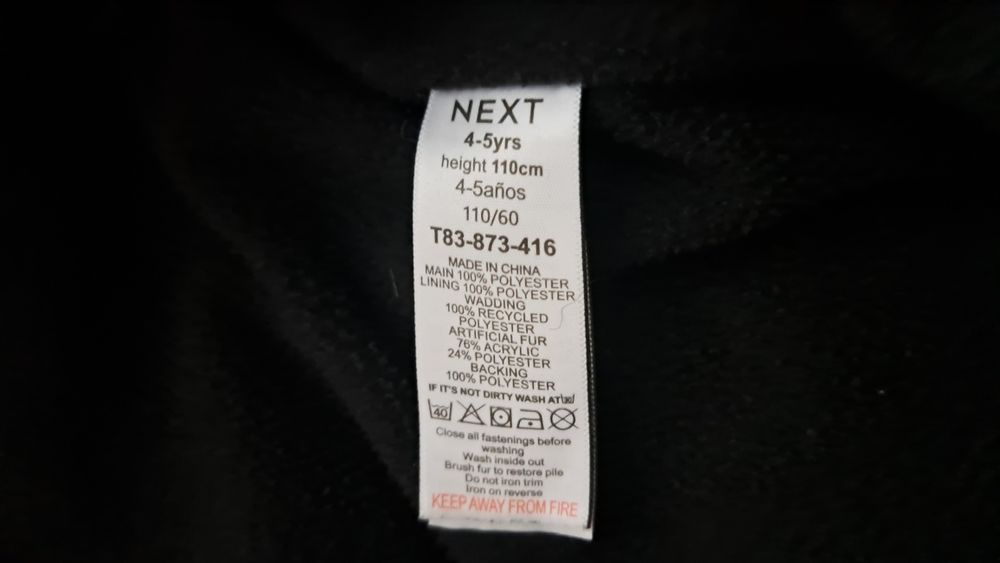 NEXT
4-5yrs
height 110cm
4-5años
110/60
T83-873-416
MADE IN CHINA
MAIN 100% POLYESTER
LINING 100% POLYESTER
WADDING
100% RECYCLED
POLYESTER
ARTIFICIAL FUR
76% ACRYLIC
24% POLYESTER
BACKING
100% POLYESTER
IF IT'S NOT DIRTY WASH AT
40
Close all fastenings before
washing
Wash inside out
Brush fur to restore pile
Do not iron trim
Iron on reverse
KEEP AWAY FROM FIRE